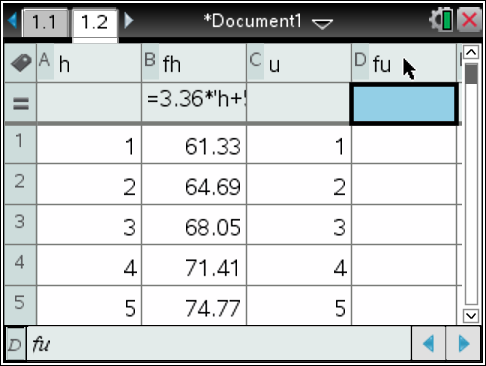 1.1 1.2 *Document1
A h B fh C u D fu
=3.36*'h+
1 1 61.33 1
2 2 64.69 2
3 3 68.05 3
4 4 71.41 4
5 5 74.77 5
D fu